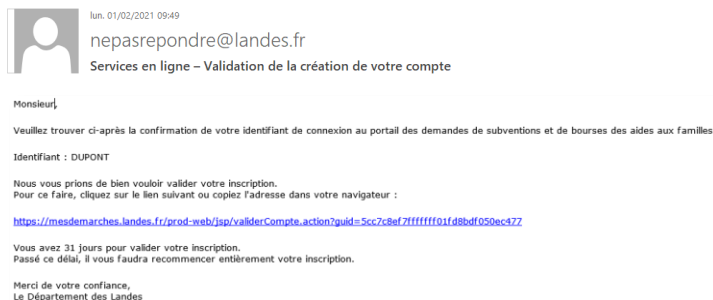 lun. 01/02/2021 09:49
nepasrepondre@landes.fr
Services en ligne – Validation de la création de votre compte
Monsieur,
Veuillez trouver ci-après la confirmation de votre identifiant de connexion au portail des demandes de subventions et de bourses des aides aux familles
Identifiant : DUPONT
Nous vous prions de bien vouloir valider votre inscription.
Pour ce faire, cliquez sur le lien suivant ou copiez l'adresse dans votre navigateur :
https://mesdemarches.landes.fr/prod-web/jsp/validerCompte.action?guid=5cc7c8ef7fffffff01fd8bdf050ec477
Vous avez 31 jours pour valider votre inscription.
Passé ce délai, il vous faudra recommencer entièrement votre inscription.
Merci de votre confiance,
Le Département des Landes